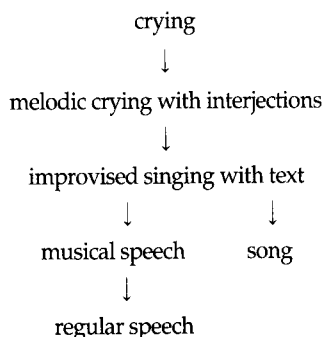 crying
↓
melodic crying with interjections
↓
improvised singing with text
↓ ↓
musical speech song
↓
regular speech